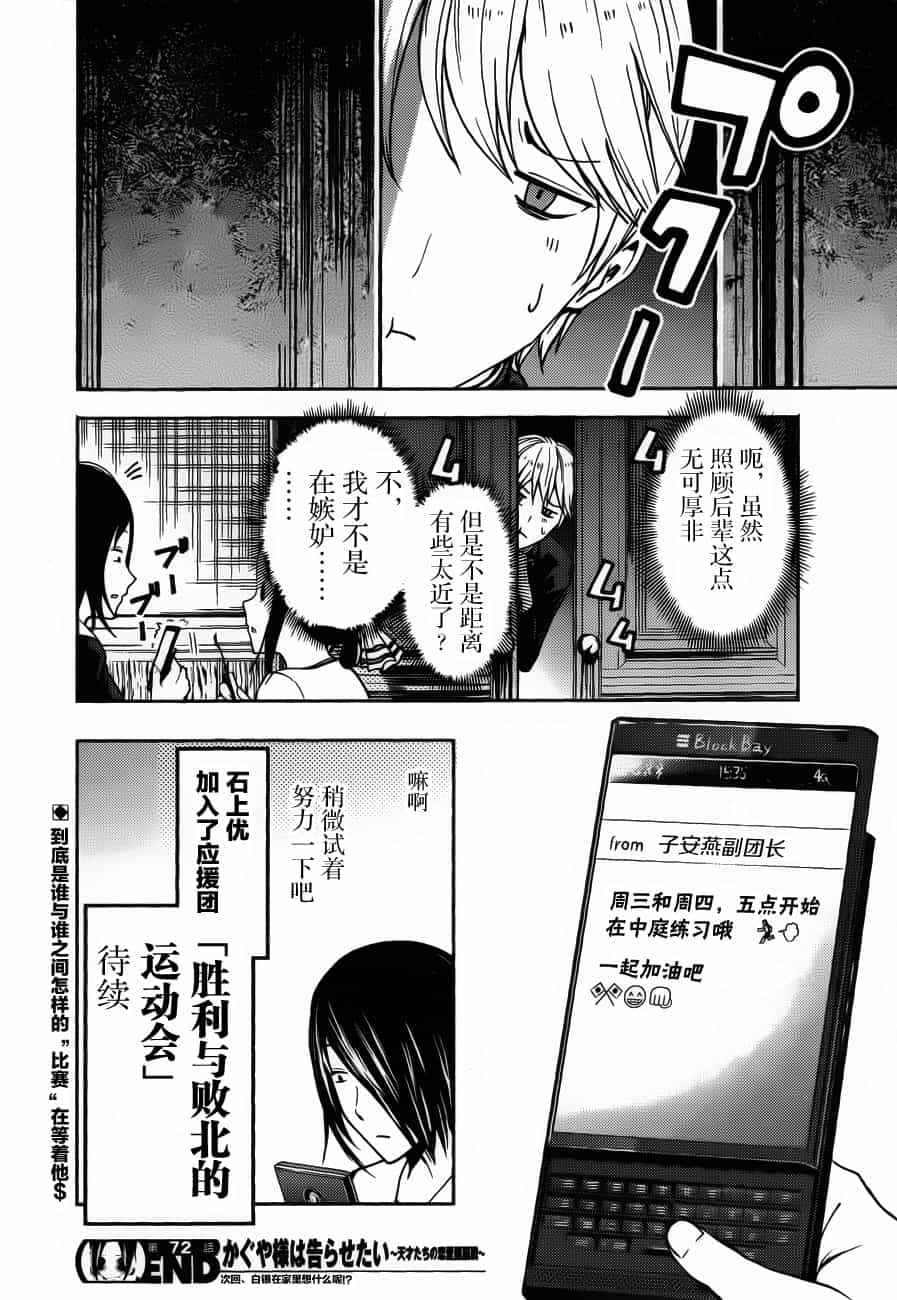 プクー
呃，虽然
照顾后辈这点
无可厚非
ム
ム
ム
ム
但是不是距离
有些太近了？
不，
我才不是
在嫉妒……
……
ブブブ
BlockBay
15:35
4G
from 子安燕副团长
周三和周四，五点开始
在中庭练习哦
一起加油吧
嘛啊
稍微试着
努力一下吧
石上优
加入了应援团
「胜利与败北的
运动会」
待续
到底是谁与谁之间怎样的”比赛“在等着他$
第72話
END
かぐや様は告らせたい
~天才たちの恋愛頭脳戦~
次回、白银在家里想什么呢!?